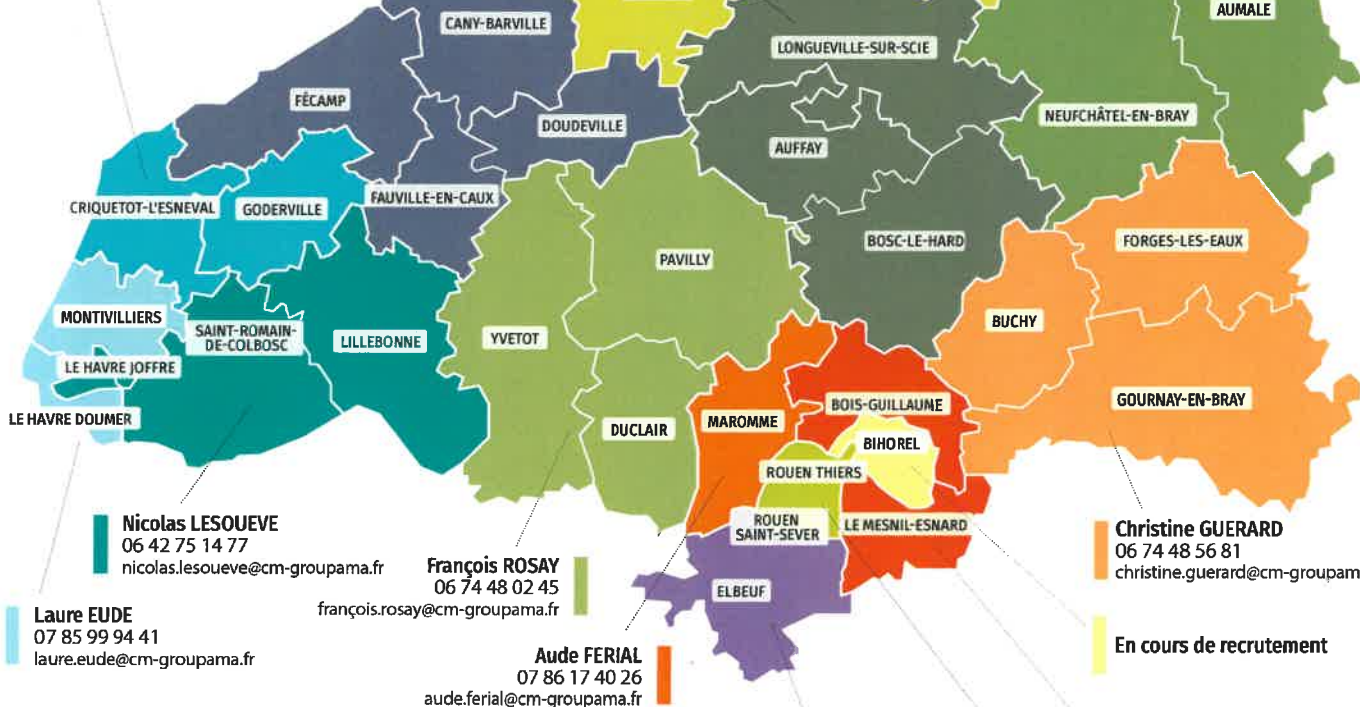 CANY-BARVILLE
AUMALE
LONGUEVILLE-SUR-SCIE
FÉCAMP
DOUDEVILLE
NEUFCHÂTEL-EN-BRAY
AUFFAY
CRIQUETOT-L'ESNEVAL
GODERVILLE
FAUVILLE-EN-CAUX
BOSC-LE-HARD
FORGES-LES-EAUX
PAVILLY
MONTIVILLIERS
SAINT-ROMAIN-
DE-COLBOSC
LILLEBONNE
YVETOT
BUCHY
LE HAVRE JOFFRE
LE HAVRE DOUMER
DUCLAIR
MAROMME
BOIS-GUILLAUME
GOURNAY-EN-BRAY
BIHOREL
ROUEN THIERS
ROUEN
SAINT-SEVER
LE MESNIL-ESNARD
ELBEUF
Nicolas LESOUEVE
06 42 75 14 77
nicolas.lesoueve@cm-groupama.fr
François ROSAY
06 74 48 02 45
françois.rosay@cm-groupama.fr
Christine GUERARD
06 74 48 56 81
christine.guerard@cm-groupam
Laure EUDE
07 85 99 94 41
laure.eude@cm-groupama.fr
Aude FERIAL
07 86 17 40 26
aude.ferial@cm-groupama.fr
En cours de recrutement